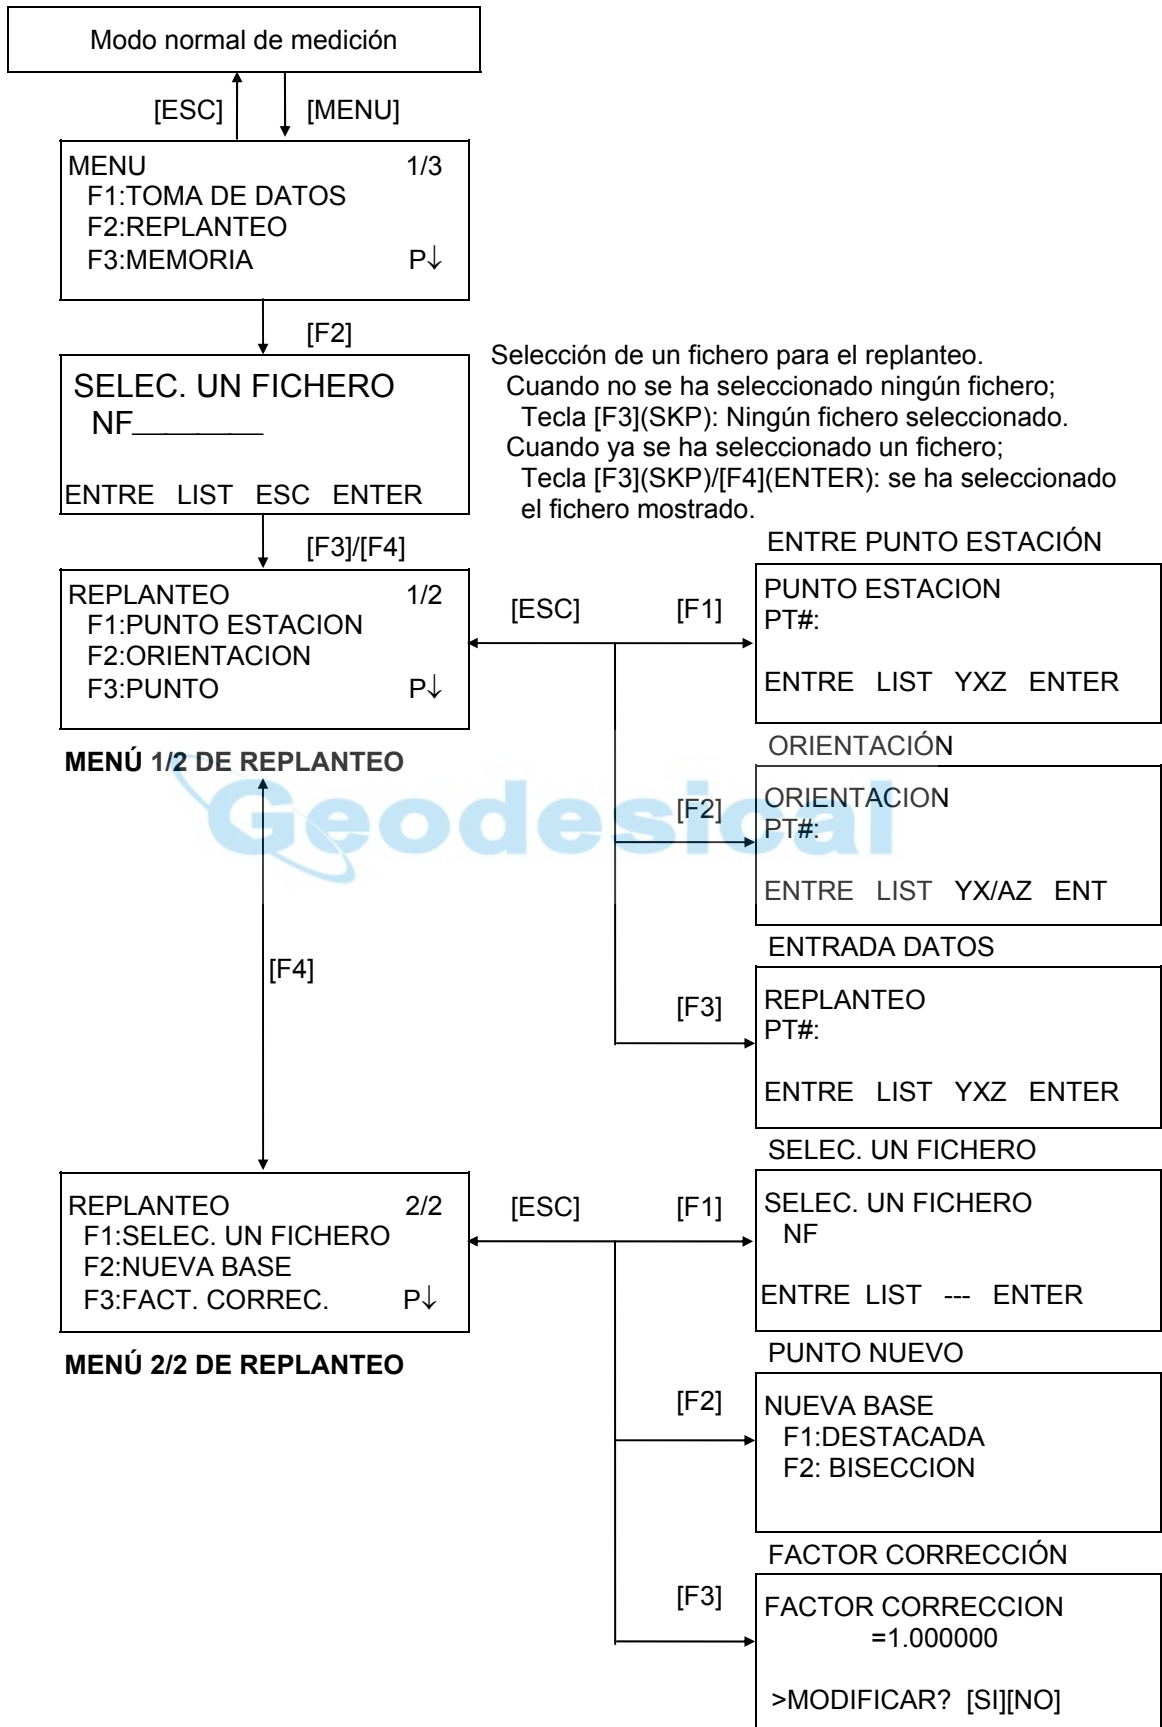 Modo normal de medición
[ESC] [MENU]
MENU 1/3
F1:TOMA DE DATOS
F2:REPLANTEO
F3:MEMORIA P↓
[F2]
SELEC. UN FICHERO
NF________
ENTRE LIST ESC ENTER
Selección de un fichero para el replanteo.
Cuando no se ha seleccionado ningún fichero;
Tecla [F3](SKP): Ningún fichero seleccionado.
Cuando ya se ha seleccionado un fichero;
Tecla [F3](SKP)/[F4](ENTER): se ha seleccionado
el fichero mostrado.
[F3]/[F4]
REPLANTEO 1/2
F1:PUNTO ESTACION
F2:ORIENTACION
F3:PUNTO P↓
MENÚ 1/2 DE REPLANTEO
[ESC] [F1]
ENTRE PUNTO ESTACIÓN
PUNTO ESTACION
PT#:
ENTRE LIST YXZ ENTER
ORIENTACIÓN
[F2]
ORIENTACION
PT#:
ENTRE LIST YX/AZ ENT
Geodesical
ENTRADA DATOS
[F3]
REPLANTEO
PT#:
ENTRE LIST YXZ ENTER
[F4]
REPLANTEO 2/2
F1:SELEC. UN FICHERO
F2:NUEVA BASE
F3:FACT. CORREC. P↓
MENÚ 2/2 DE REPLANTEO
[ESC] [F1]
SELEC. UN FICHERO
SELEC. UN FICHERO
NF
ENTRE LIST --- ENTER
PUNTO NUEVO
[F2]
NUEVA BASE
F1:DESTACADA
F2: BISECCION
FACTOR CORRECCIÓN
[F3]
FACTOR CORRECCION
=1.000000
>MODIFICAR? [SI][NO]